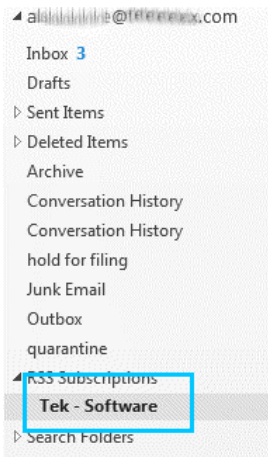 Inbox 3
Drafts
Sent Items
Deleted Items
Archive
Conversation History
Conversation History
hold for filing
Junk Email
Outbox
quarantine
RSS Subscriptions
Tek - Software
Search Folders